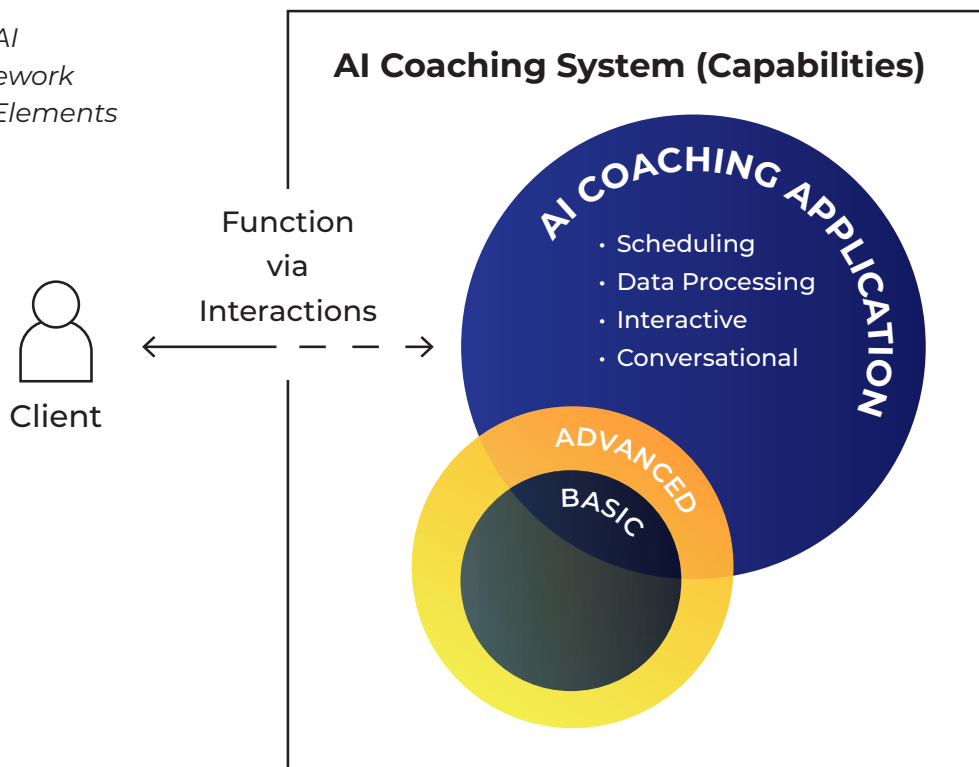 AI
ework
Elements
AI Coaching System (Capabilities)
Function
via
Interactions
Client
AI COACHING APPLICATION
• Scheduling
• Data Processing
• Interactive
• Conversational
ADVANCED
BASIC